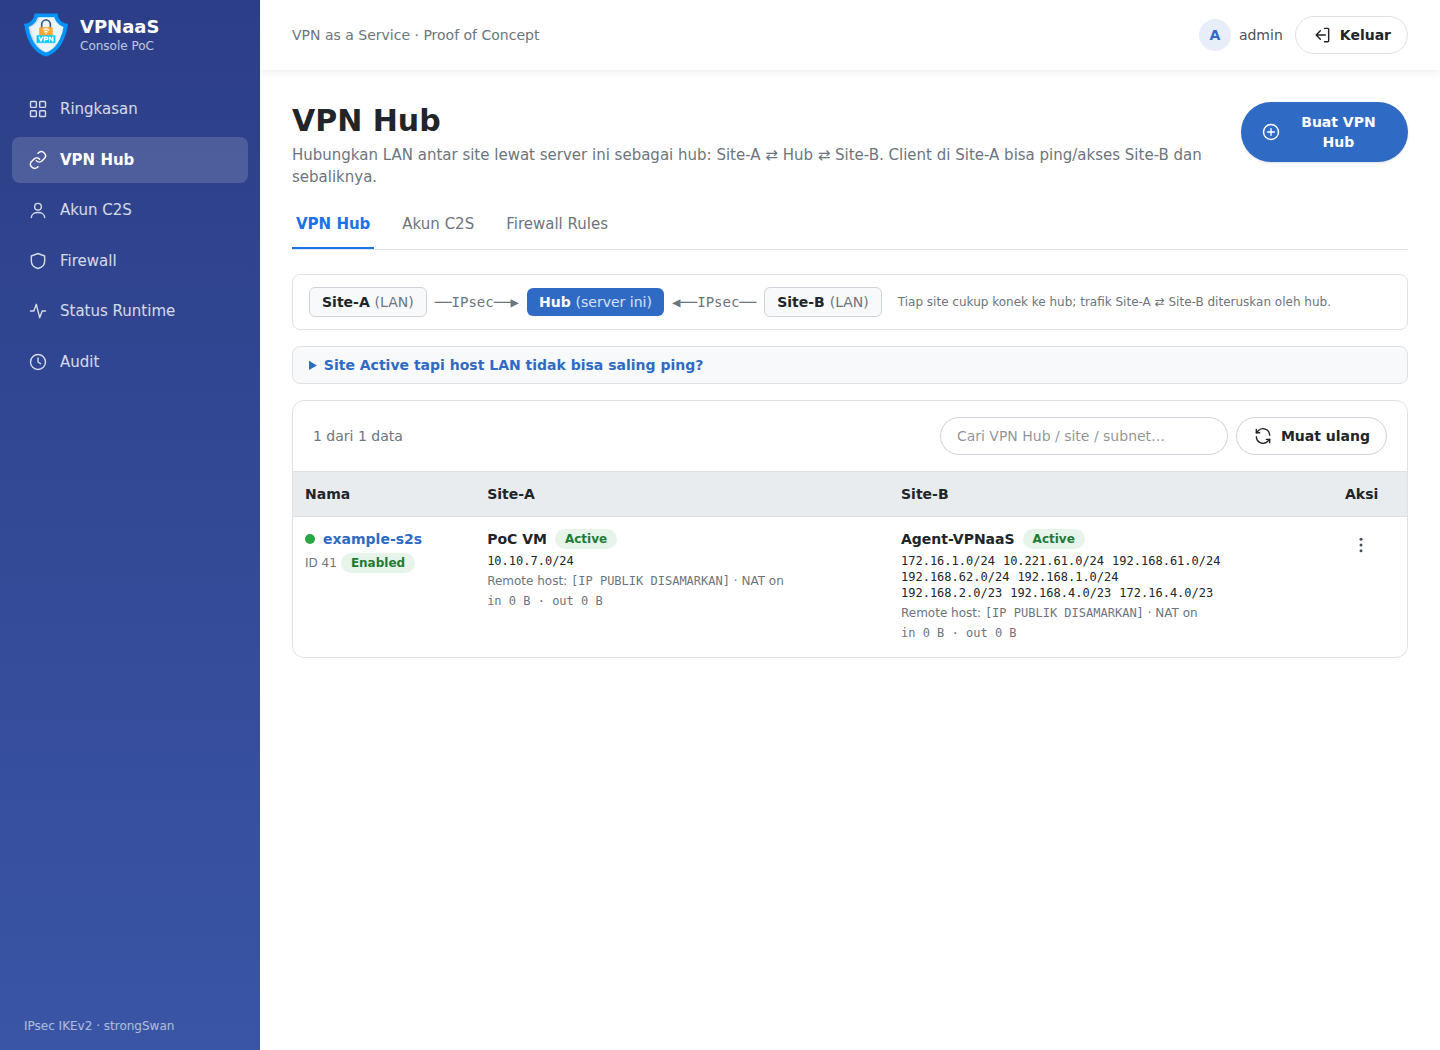 VPN
VPNaaS
Console PoC
Ringkasan
VPN Hub
Akun C2S
Firewall
Status Runtime
Audit
IPsec IKEv2 · strongSwan
VPN as a Service · Proof of Concept
A admin
Keluar
VPN Hub
Hubungkan LAN antar site lewat server ini sebagai hub: Site-A ⇄ Hub ⇄ Site-B. Client di Site-A bisa ping/akses Site-B dan
sebaliknya.
Buat VPN
Hub
VPN Hub Akun C2S Firewall Rules
Site-A (LAN) ──IPsec──▶ Hub (server ini) ◀──IPsec── Site-B (LAN) Tiap site cukup konek ke hub; trafik Site-A ⇄ Site-B diteruskan oleh hub.
▶ Site Active tapi host LAN tidak bisa saling ping?
1 dari 1 data
Cari VPN Hub / site / subnet…
Muat ulang
Nama Site-A Site-B Aksi
example-s2s
ID 41 Enabled
PoC VM Active
10.10.7.0/24
Remote host: [IP PUBLIK DISAMARKAN] · NAT on
in 0 B · out 0 B
Agent-VPNaaS Active
172.16.1.0/24 10.221.61.0/24 192.168.61.0/24
192.168.62.0/24 192.168.1.0/24
192.168.2.0/23 192.168.4.0/23 172.16.4.0/23
Remote host: [IP PUBLIK DISAMARKAN] · NAT on
in 0 B · out 0 B